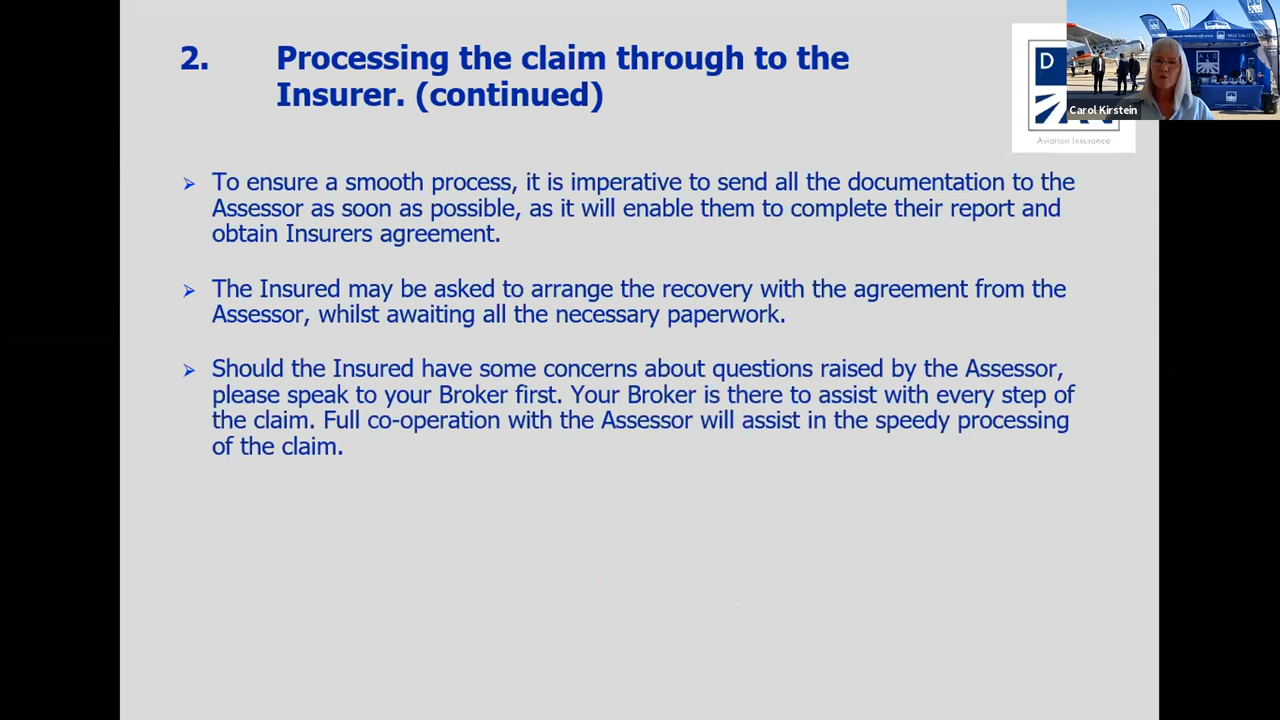 2. Processing the claim through to the
Insurer. (continued)
D
Carol Kirstein
Aviation Insurance
To ensure a smooth process, it is imperative to send all the documentation to the
Assessor as soon as possible, as it will enable them to complete their report and
obtain Insurers agreement.
The Insured may be asked to arrange the recovery with the agreement from the
Assessor, whilst awaiting all the necessary paperwork.
Should the Insured have some concerns about questions raised by the Assessor,
please speak to your Broker first. Your Broker is there to assist with every step of
the claim. Full co-operation with the Assessor will assist in the speedy processing
of the claim.